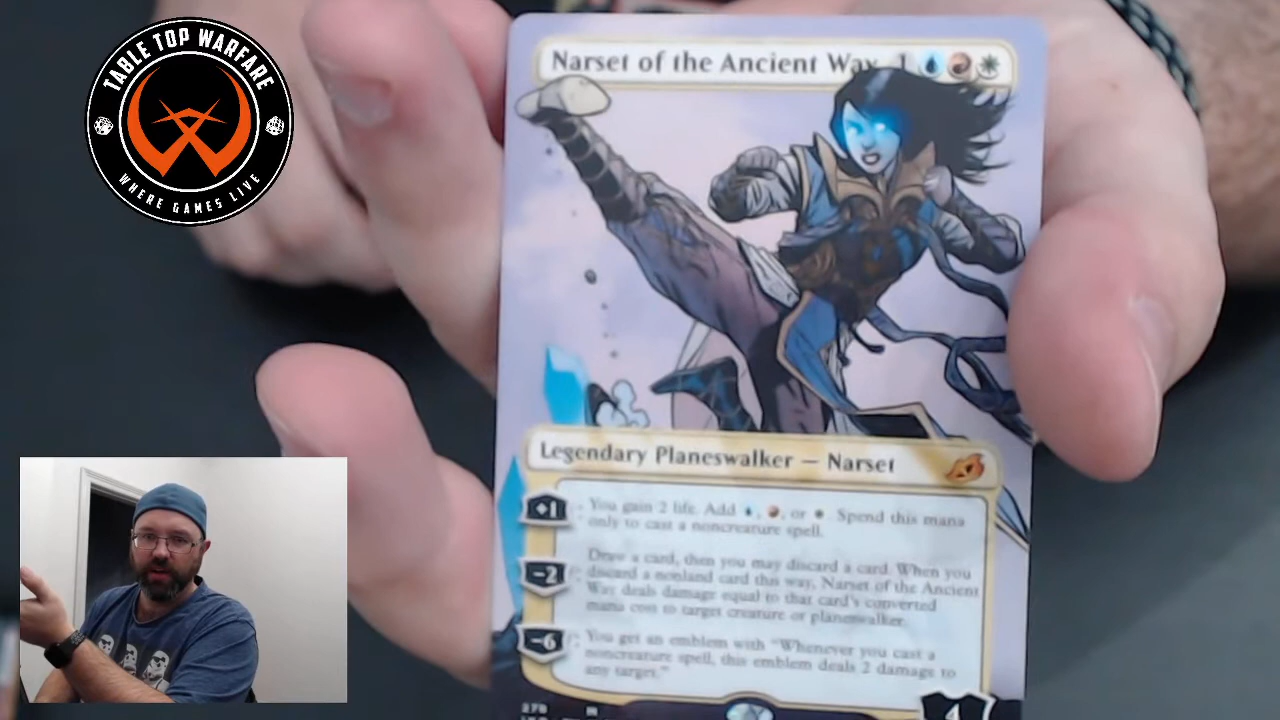 TABLE TOP WARFARE
WHERE GAMES LIVE
Narset of the Ancient Way 1
Legendary Planeswalker — Narset
+1 : You gain 2 life. Add , , or . Spend this mana
only to cast a noncreature spell.
−2 : Draw a card, then you may discard a card. When you
discard a nonland card this way, Narset of the Ancient
Way deals damage equal to that card's converted
mana cost to target creature or planeswalker.
−6 : You get an emblem with "Whenever you cast a
noncreature spell, this emblem deals 2 damage to
any target."
278 M
4